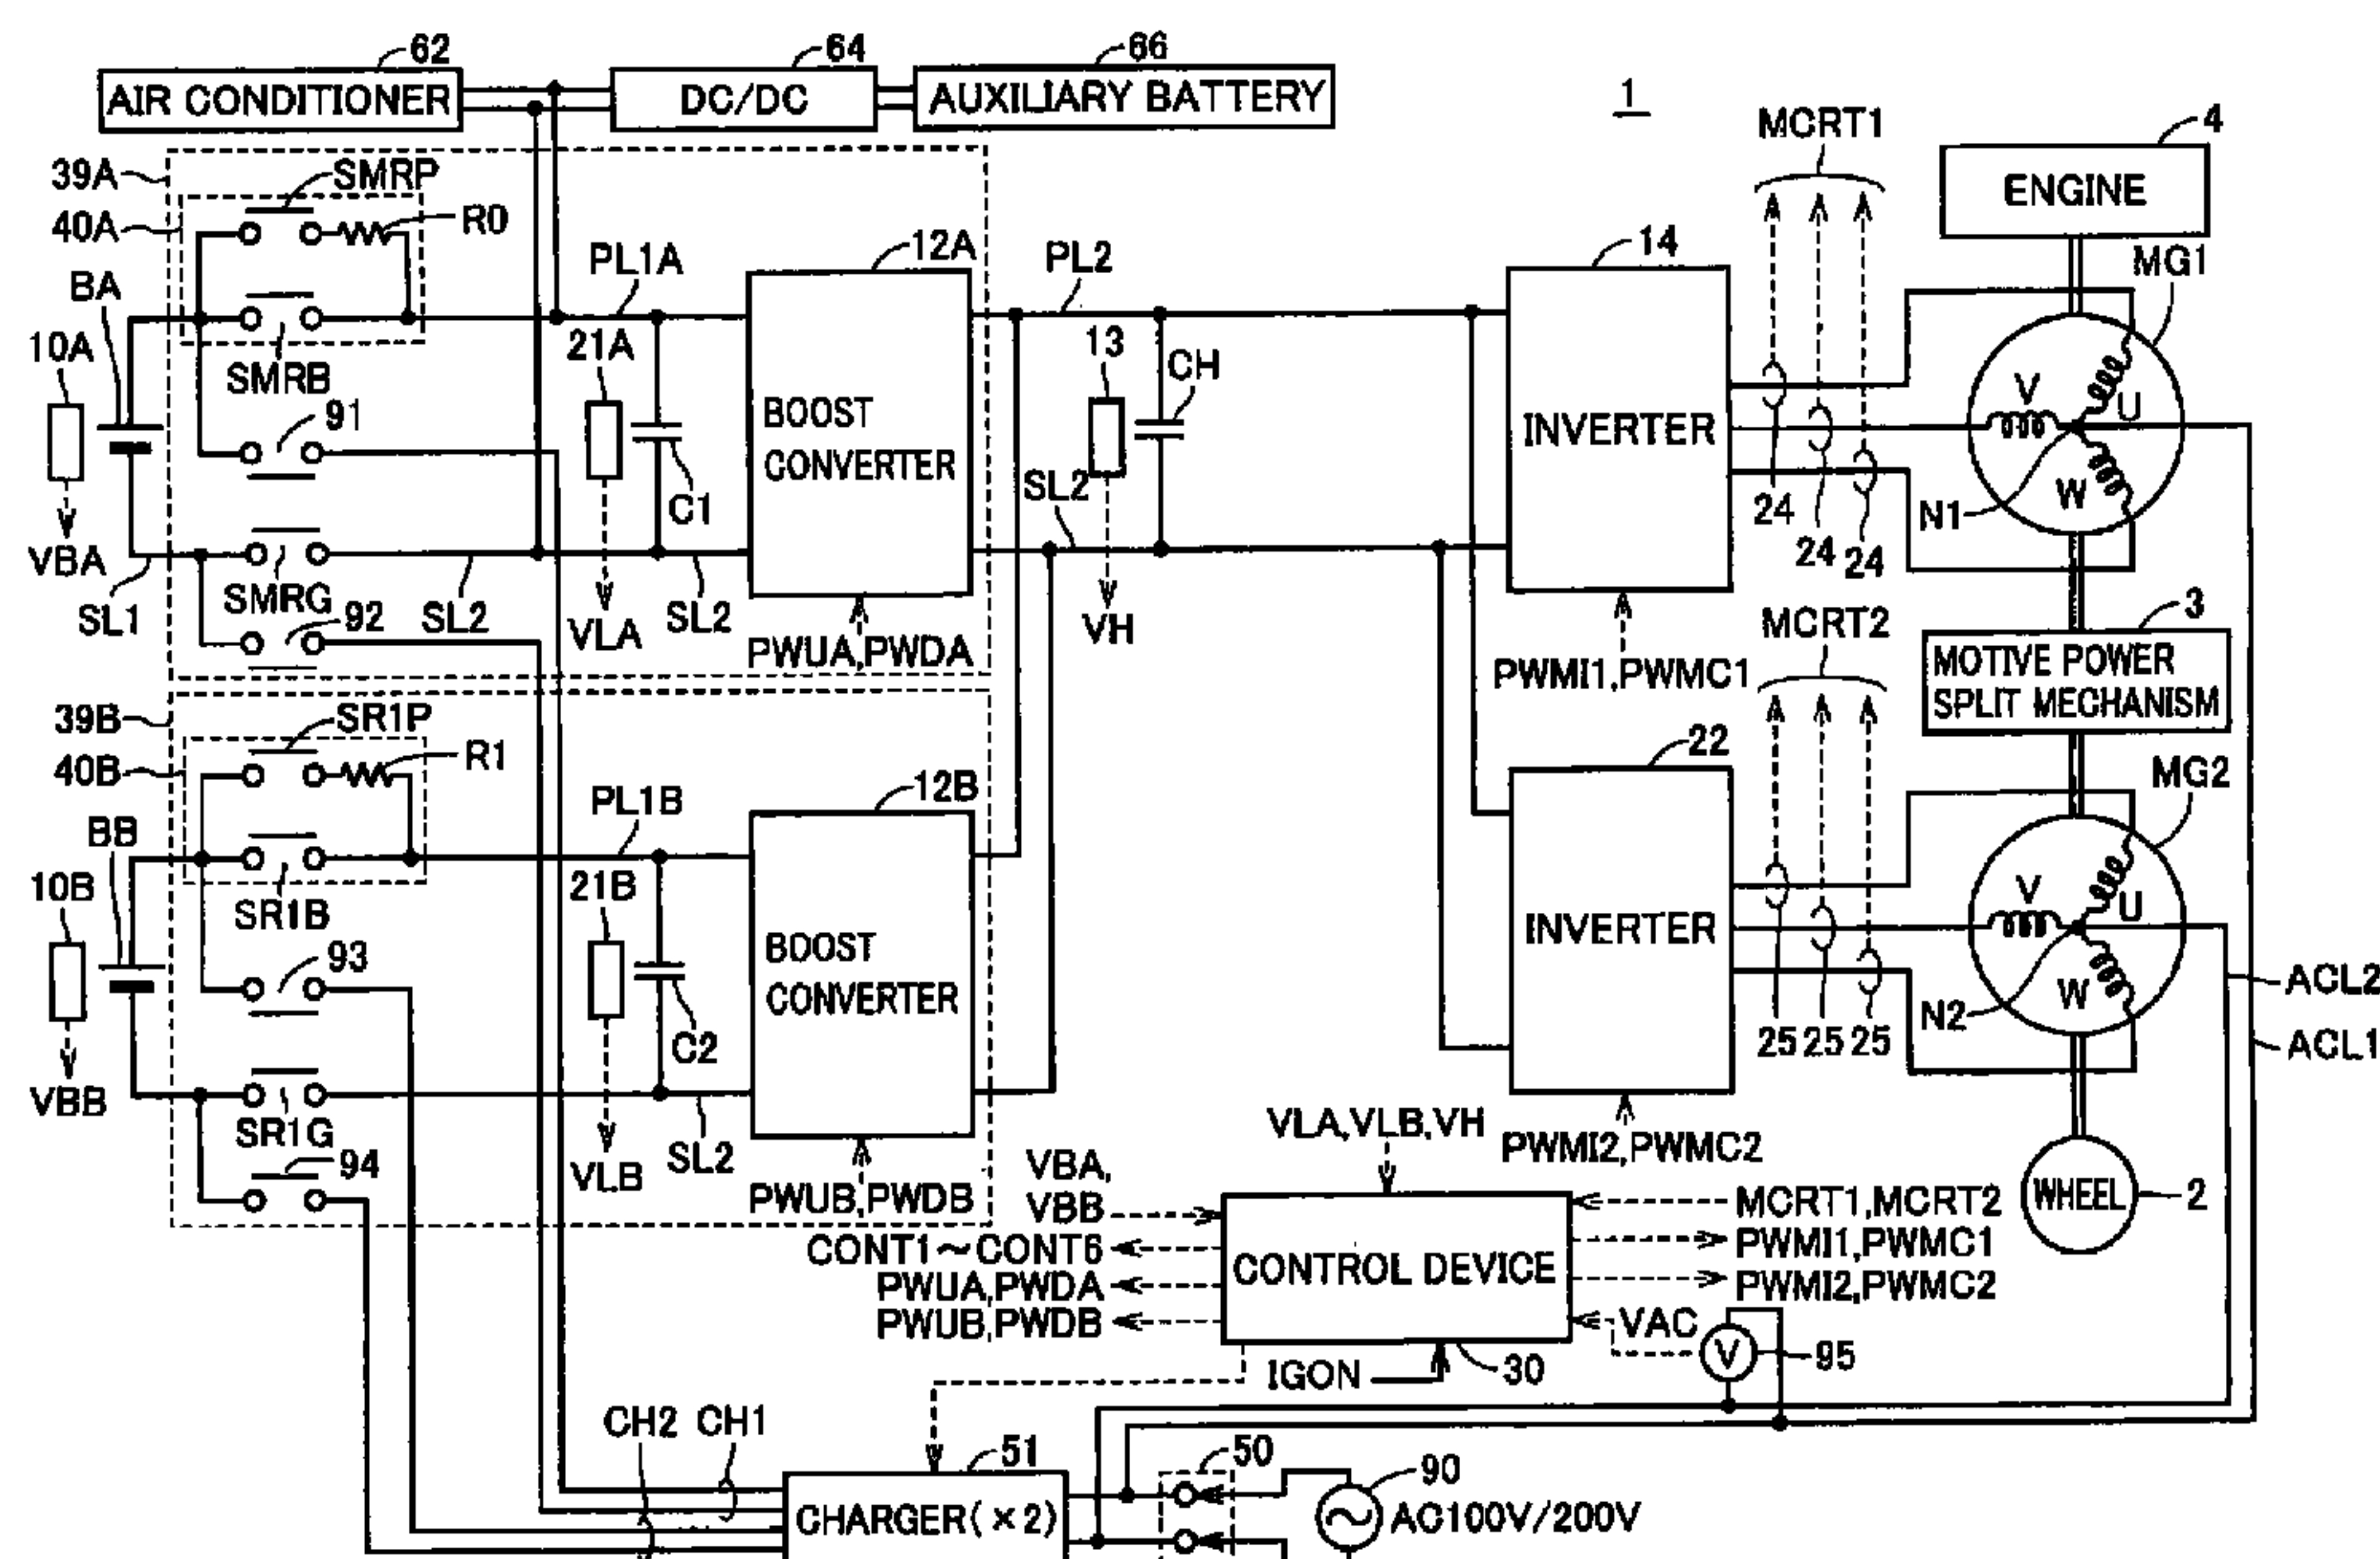 62
64
66
AIR CONDITIONER
DC/DC
AUXILIARY BATTERY
1
MCRT1
4
ENGINE
39A
SMRP
40A
R0
BA
PL1A
12A
PL2
14
MG1
10A
21A
13
CH
SMRB
91
BOOST
CONVERTER
INVERTER
V
U
W
C1
SL2
24
24
24
N1
VBA
SL1
SMRG
92
SL2
VLA
SL2
PWUA,PWDA
VH
PWMI1,PWMC1
MCRT2
3
MOTIVE POWER
SPLIT MECHANISM
39B
SR1P
40B
R1
BB
PL1B
12B
22
MG2
10B
21B
SR1B
93
BOOST
CONVERTER
INVERTER
V
U
W
ACL2
C2
25
25
25
N2
ACL1
VBB
SR1G
94
VLB
SL2
PWUB,PWDB
VLA,VLB,VH
PWMI2,PWMC2
VBA,
VBB
MCRT1,MCRT2
WHEEL
2
CONT1~CONT6
CONTROL DEVICE
PWMI1,PWMC1
PWUA,PWDA
PWMI2,PWMC2
PWUB,PWDB
VAC
V
95
IGON
30
CH2
CH1
51
50
90
CHARGER(×2)
AC100V/200V